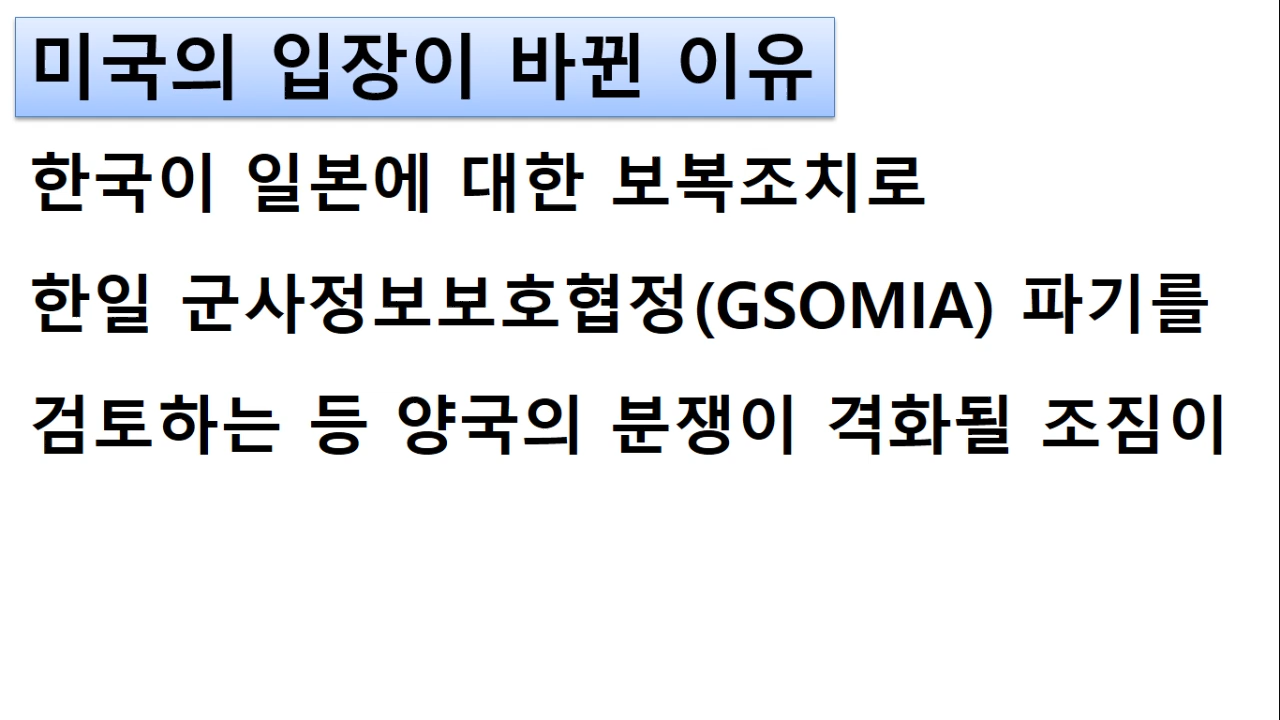 미국의 입장이 바뀐 이유
한국이 일본에 대한 보복조치로
한일 군사정보보호협정(GSOMIA) 파기를
검토하는 등 양국의 분쟁이 격화될 조짐이